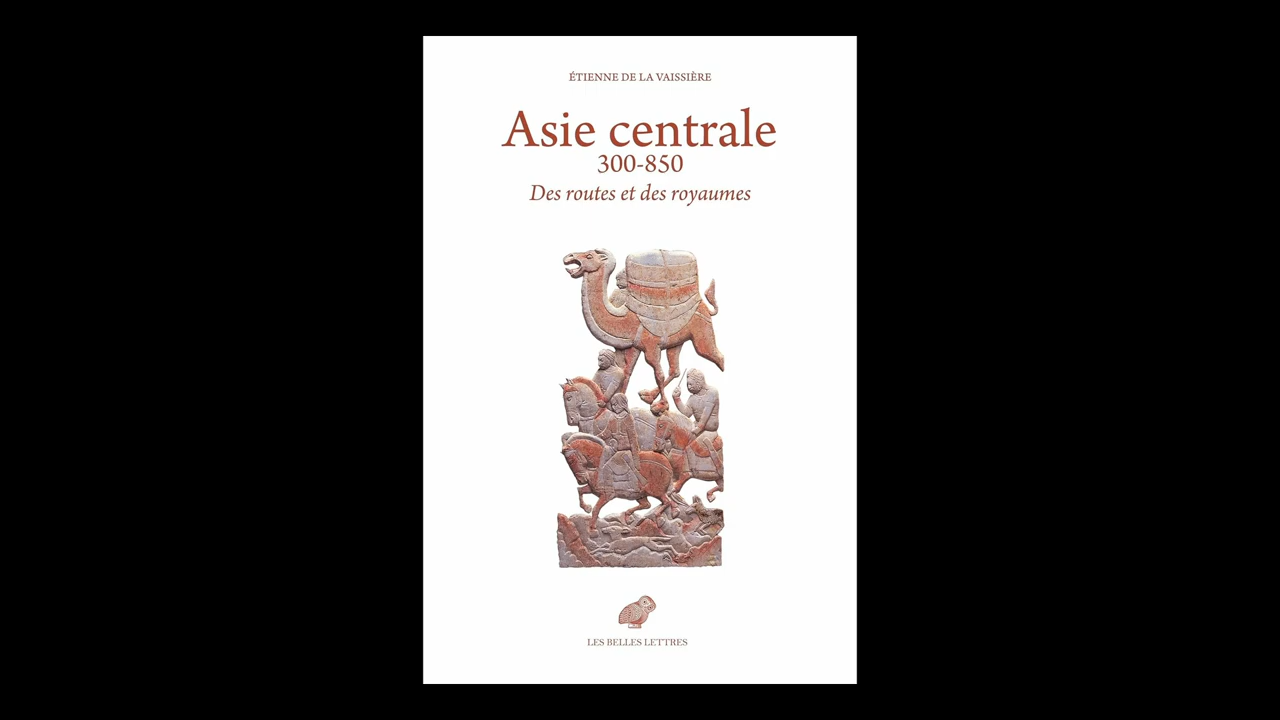 ÉTIENNE DE LA VAISSIÈRE
Asie centrale
300-850
Des routes et des royaumes
LES BELLES LETTRES